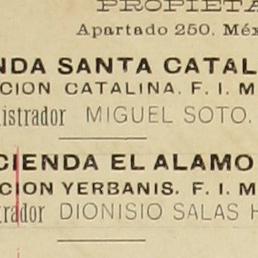 PROPIETA
Apartado 250. Méx
NDA SANTA CATAL
CION CATALINA. F. I. M
nistrador MIGUEL SOTO.
CIENDA EL ALAMO
CION YERBANIS. F. I. M
trador DIONISIO SALAS H